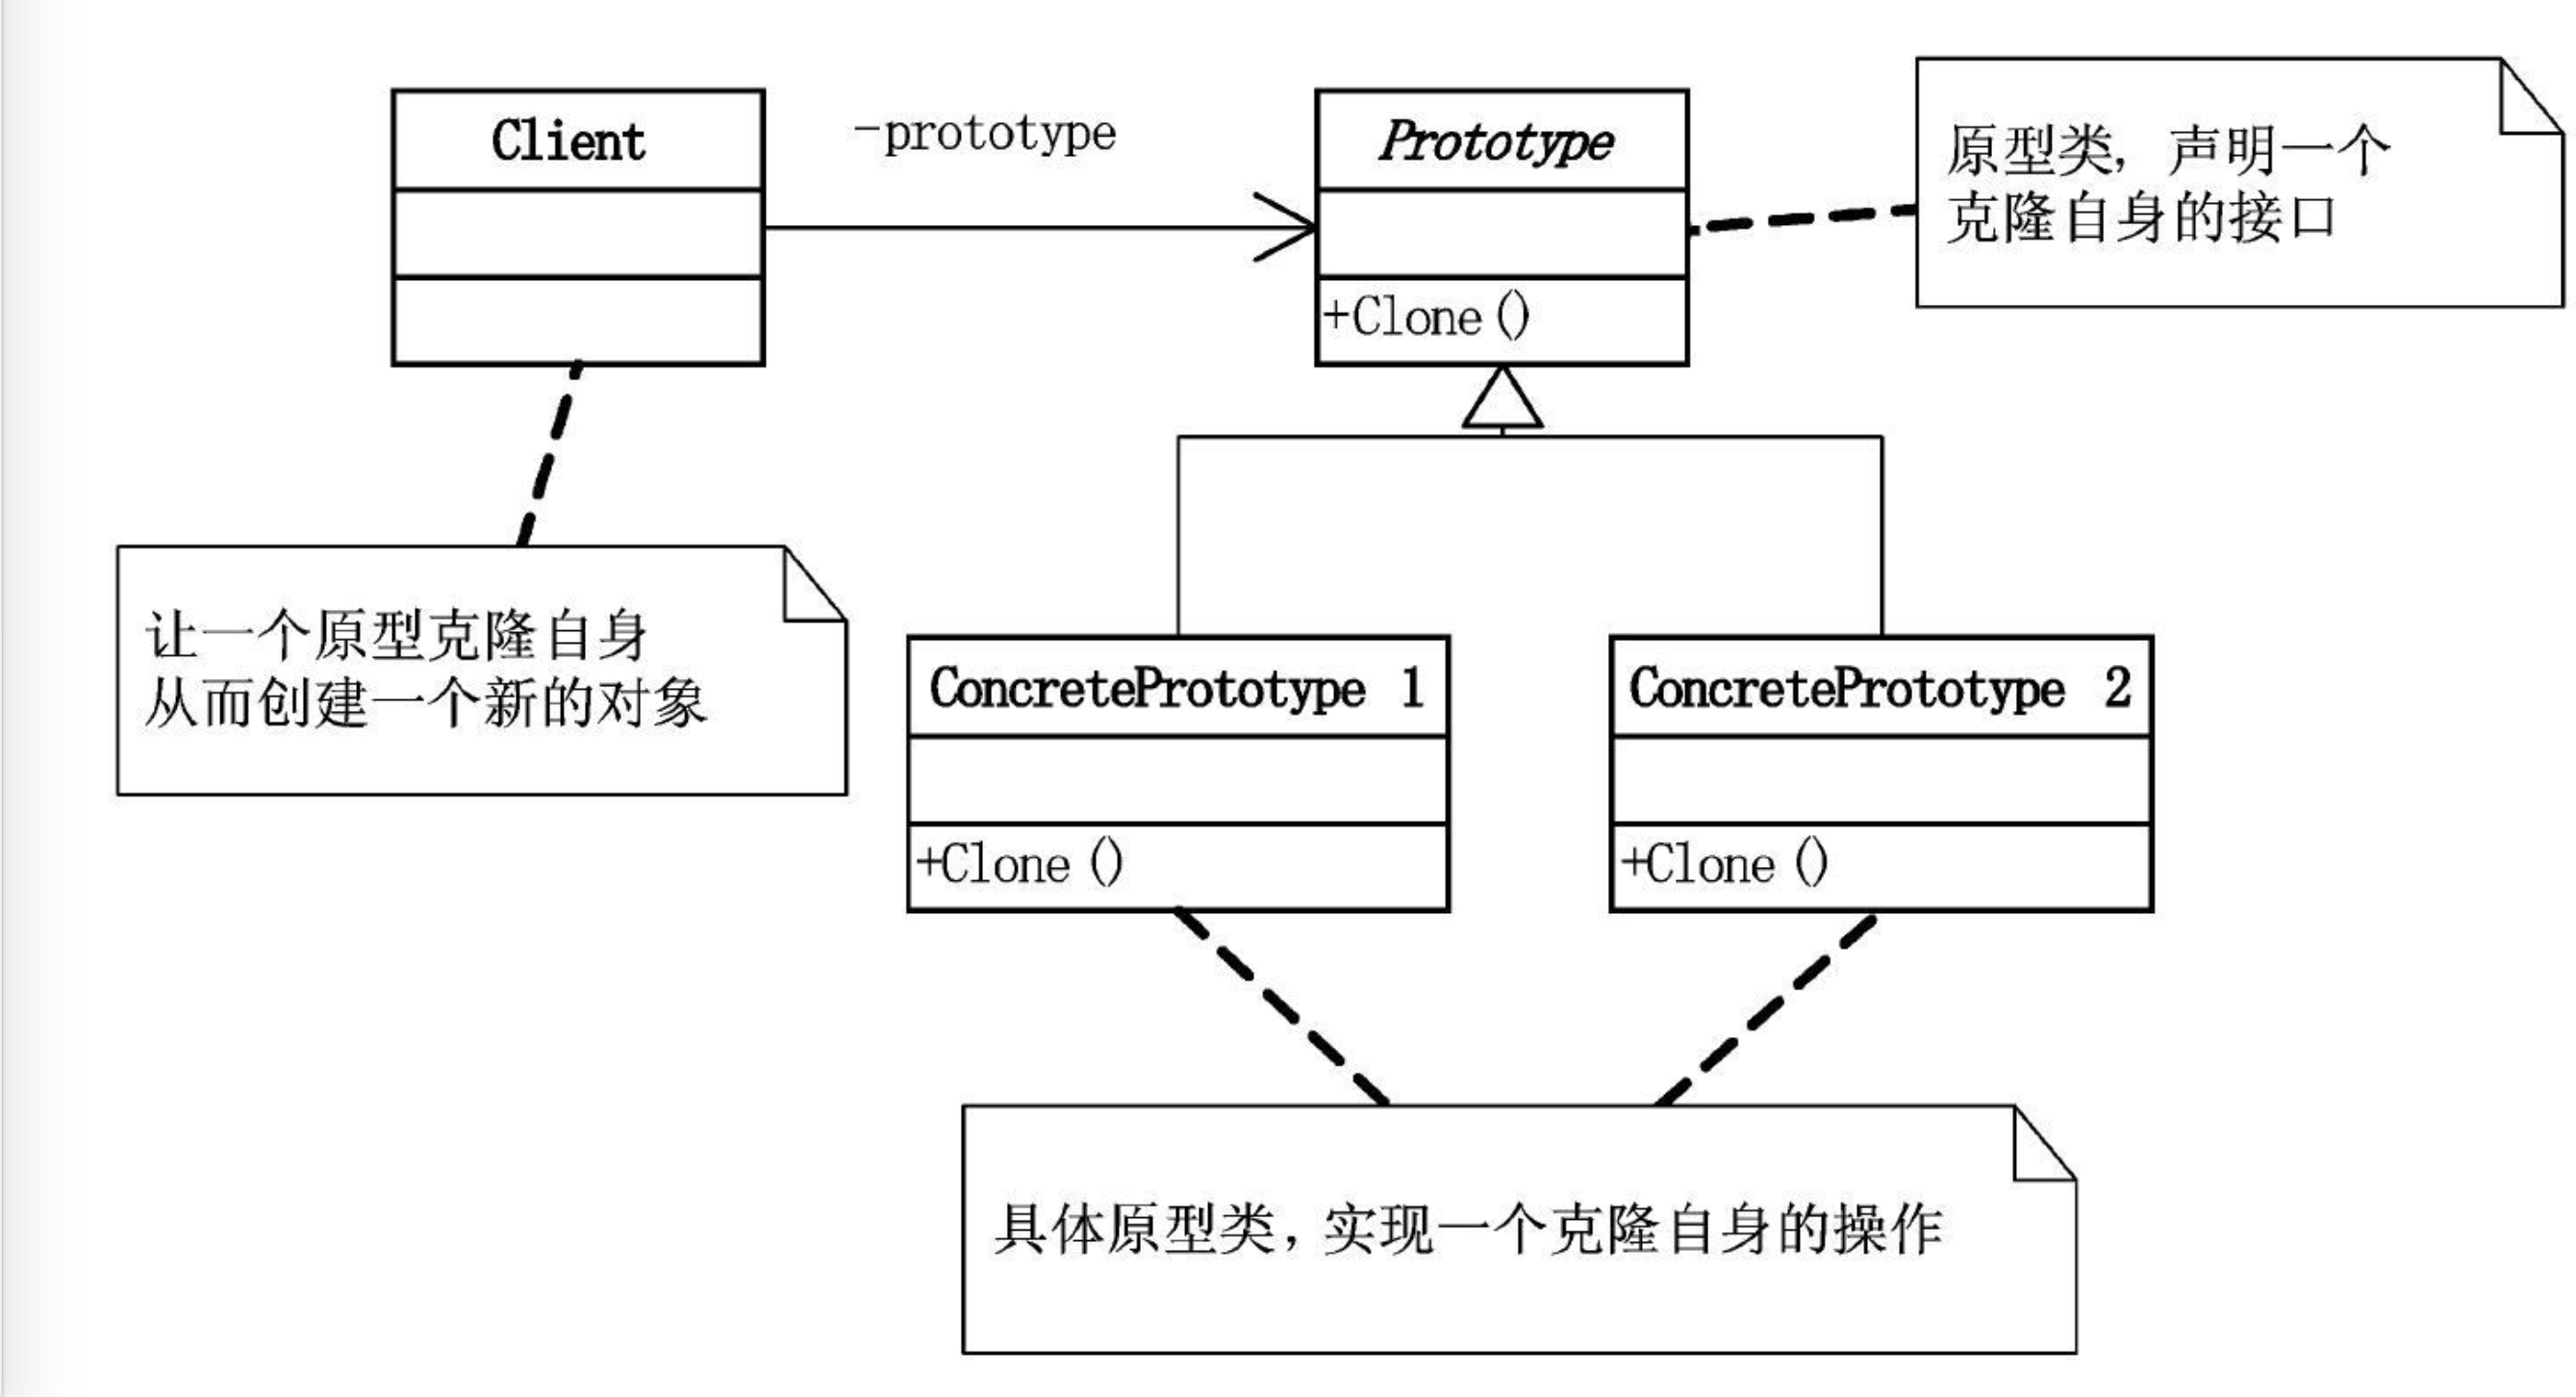 Client
-prototype
Prototype
+Clone()
原型类，声明一个
克隆自身的接口
让一个原型克隆自身
从而创建一个新的对象
ConcretePrototype 1
+Clone()
ConcretePrototype 2
+Clone()
具体原型类，实现一个克隆自身的操作